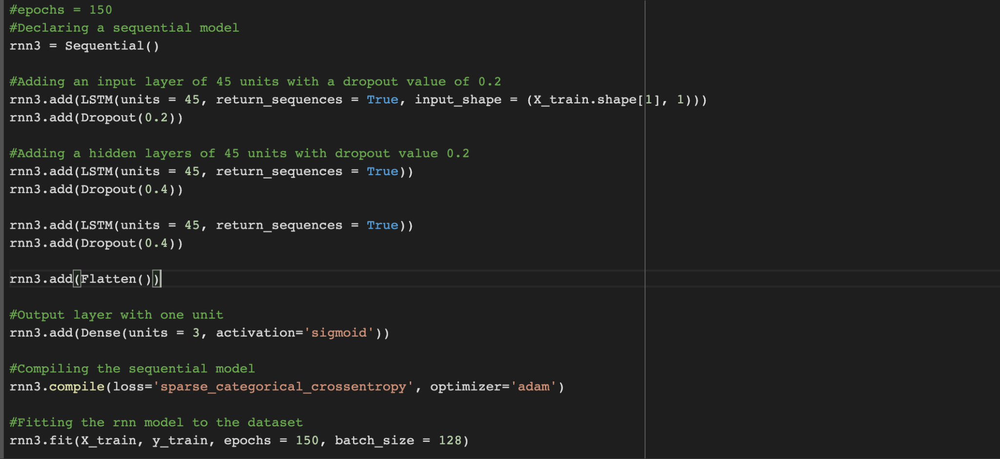 #epochs = 150
#Declaring a sequential model
rnn3 = Sequential()
#Adding an input layer of 45 units with a dropout value of 0.2
rnn3.add(LSTM(units = 45, return_sequences = True, input_shape = (X_train.shape[1], 1)))
rnn3.add(Dropout(0.2))
#Adding a hidden layers of 45 units with dropout value 0.2
rnn3.add(LSTM(units = 45, return_sequences = True))
rnn3.add(Dropout(0.4))
rnn3.add(LSTM(units = 45, return_sequences = True))
rnn3.add(Dropout(0.4))
rnn3.add(Flatten())
#Output layer with one unit
rnn3.add(Dense(units = 3, activation='sigmoid'))
#Compiling the sequential model
rnn3.compile(loss='sparse_categorical_crossentropy', optimizer='adam')
#Fitting the rnn model to the dataset
rnn3.fit(X_train, y_train, epochs = 150, batch_size = 128)